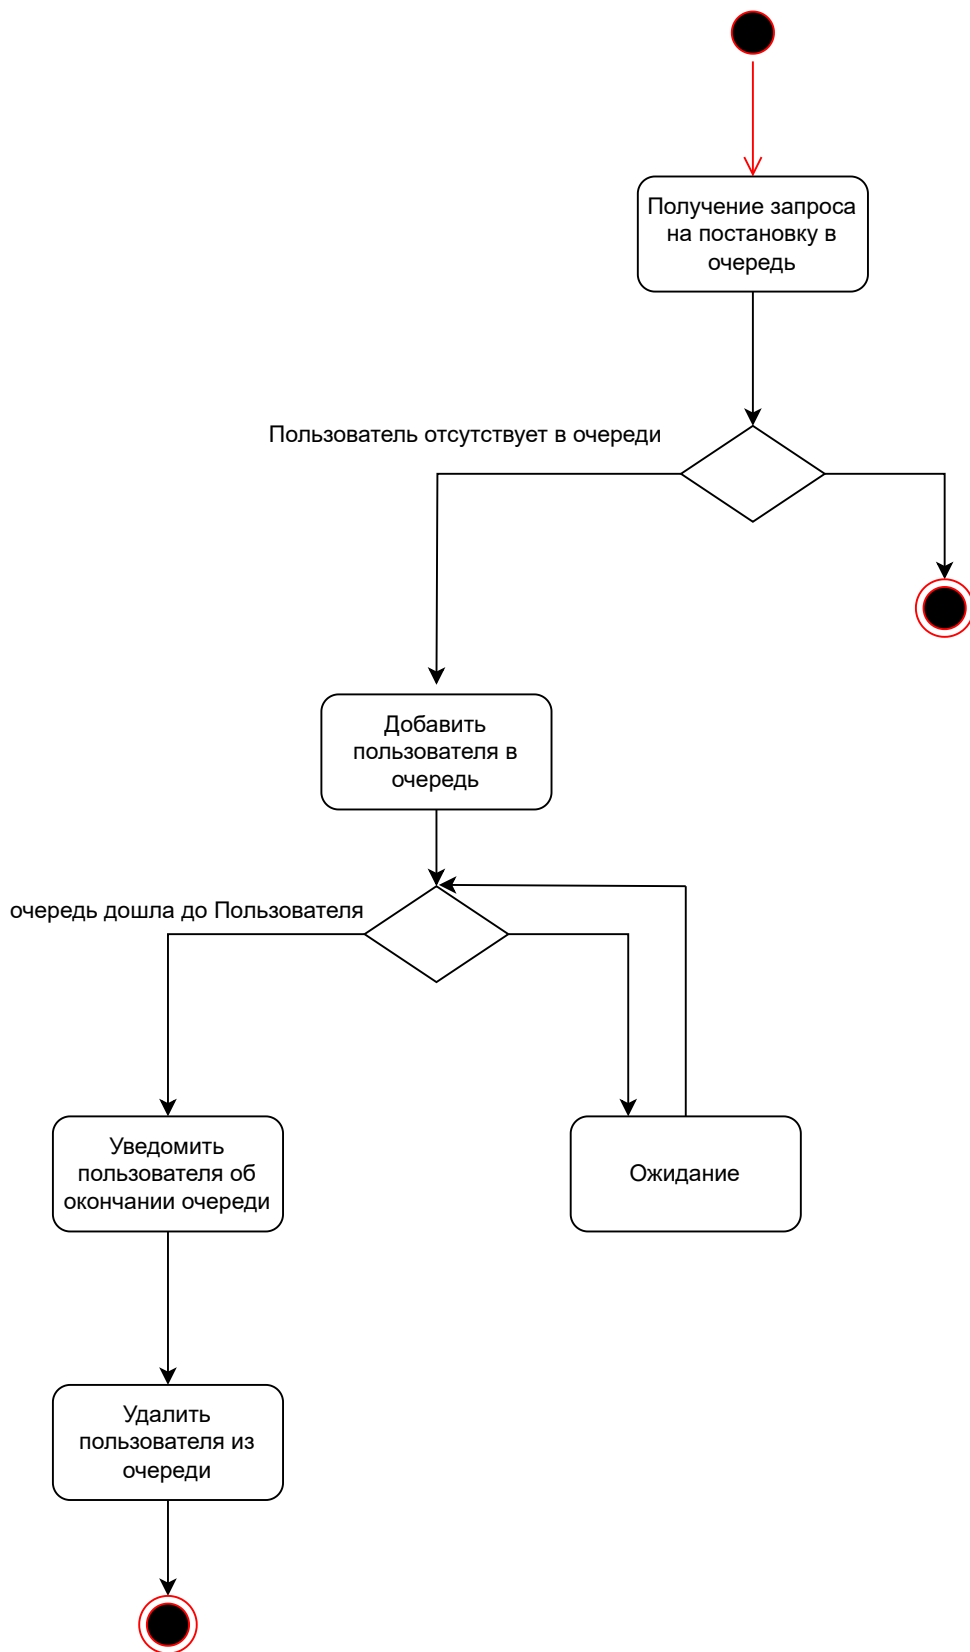 Получение запроса
на постановку в
очередь
Пользователь отсутствует в очереди
Добавить
пользователя в
очередь
очередь дошла до Пользователя
Уведомить
пользователя об
окончании очереди
Ожидание
Удалить
пользователя из
очереди